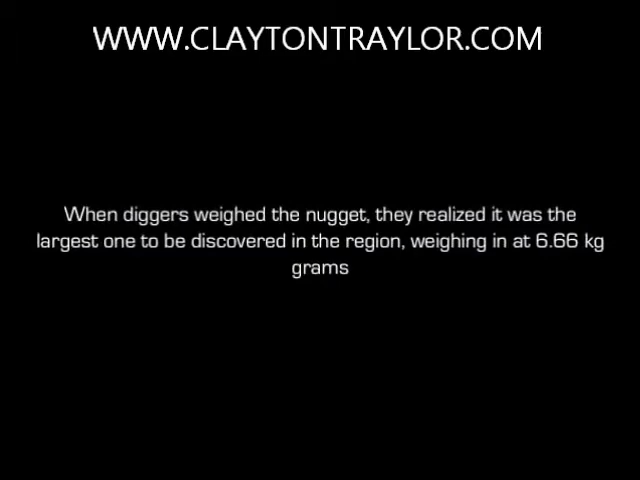 WWW.CLAYTONTRAYLOR.COM
When diggers weighed the nugget, they realized it was the
largest one to be discovered in the region, weighing in at 6.66 kg
grams